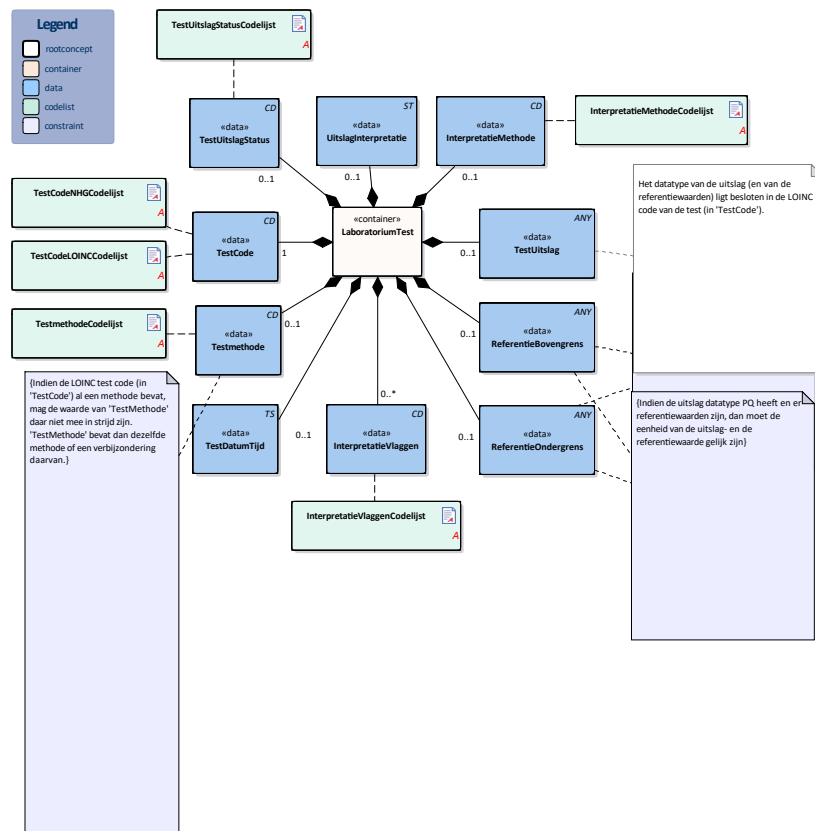 Legend
rootconcept
container
data
codelist
constraint
TestUitslagStatusCodelijst
A
CD
«data»
TestUitslagStatus
0..1
ST
«data»
UitslagInterpretatie
0..1
CD
«data»
InterpretatieMethode
0..1
InterpretatieMethodeCodelijst
A
TestCodeNHGCodelijst
A
TestCodeLOINCCodelijst
A
CD
«data»
TestCode
1
«container»
LaboratoriumTest
ANY
«data»
TestUitslag
0..1
Het datatype van de uitslag (en van de
referentiewaarden) ligt besloten in de LOINC
code van de test (in 'TestCode').
TestmethodeCodelijst
A
CD
«data»
Testmethode
0..1
ANY
«data»
ReferentieBovengrens
0..1
{Indien de LOINC test code (in
'TestCode') al een methode bevat,
mag de waarde van 'TestMethode'
daar niet mee in strijd zijn.
'TestMethode' bevat dan dezelfde
methode of een verbijzondering
daarvan.}
TS
«data»
TestDatumTijd
0..1
0..*
CD
«data»
InterpretatieVlaggen
ANY
«data»
ReferentieOndergrens
0..1
{Indien de uitslag datatype PQ heeft en er
referentiewaarden zijn, dan moet de
eenheid van de uitslag- en de
referentiewaarde gelijk zijn}
InterpretatieVlaggenCodelijst
A